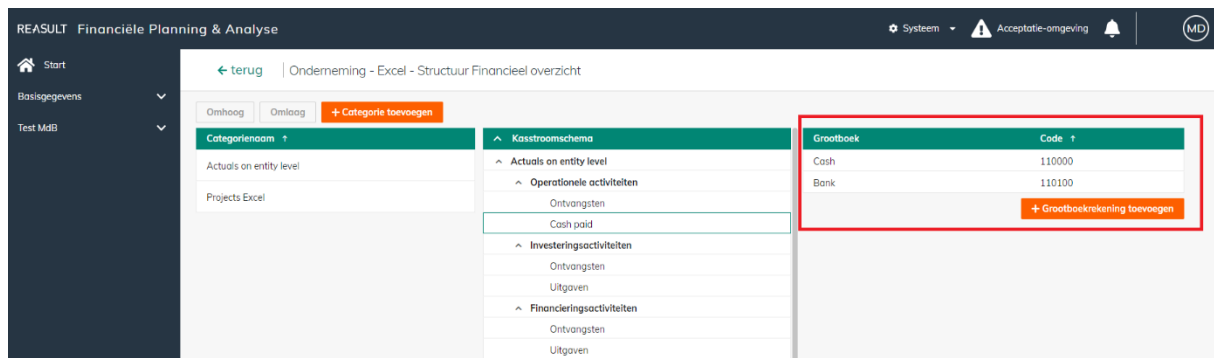 REASULT Financiële Planning & Analyse
Systeem
Acceptatie-omgeving
MD
Start
Basisgegevens
Test MdB
← terug | Onderneming - Excel - Structuur Financieel overzicht
Omhoog Omlaag + Categorie toevoegen
Categorienaam ↑
Actuals on entity level
Projects Excel
Kasstroomschema
Actuals on entity level
Operationele activiteiten
Ontvangsten
Cash paid
Investeringsactiviteiten
Ontvangsten
Uitgaven
Financieringsactiviteiten
Ontvangsten
Uitgaven
Grootboek Code ↑
Cash 110000
Bank 110100
+ Grootboekrekening toevoegen